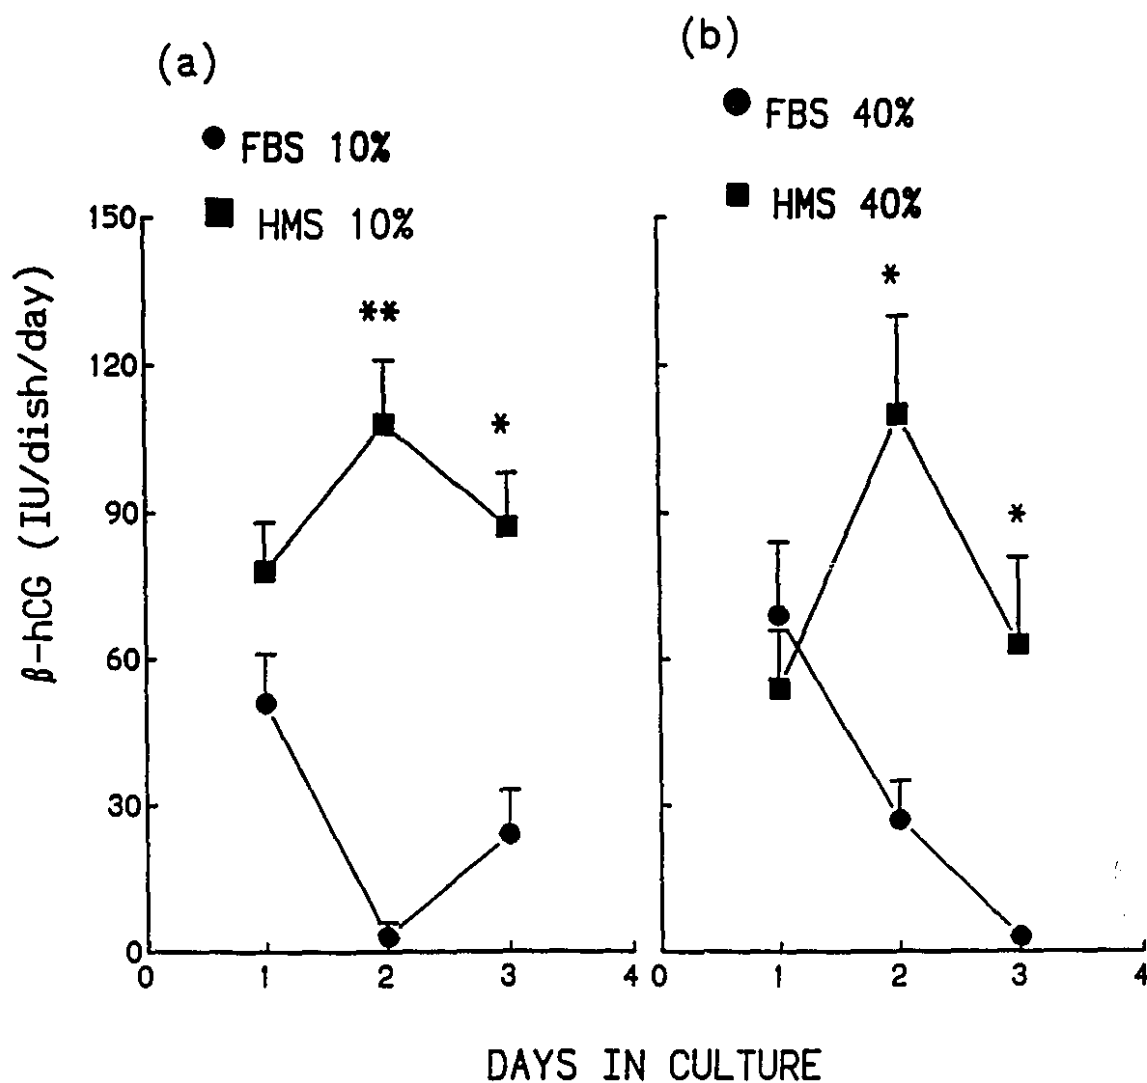 (a)
FBS 10%
HMS 10%
(b)
FBS 40%
HMS 40%
β-hCG (IU/dish/day)
150
120
90
60
30
0
**
*
*
*
0 1 2 3 4
0 1 2 3 4
DAYS IN CULTURE